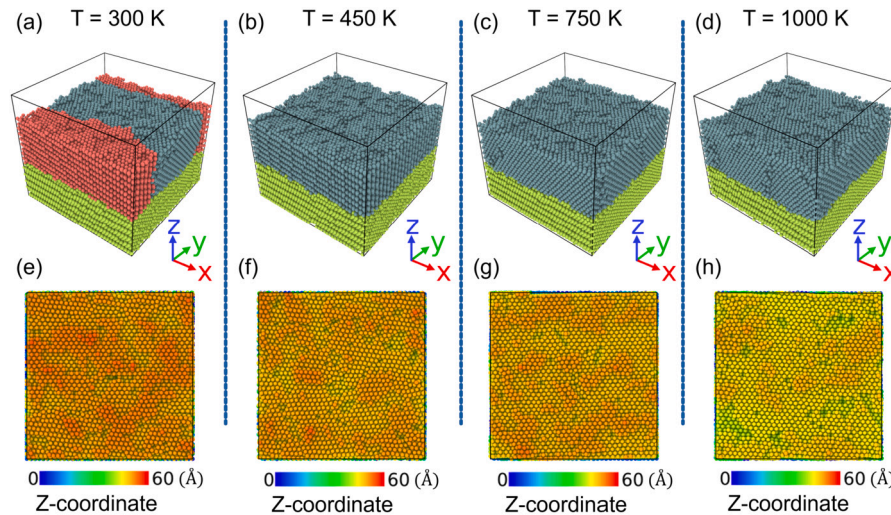 (a) T = 300 K
(b) T = 450 K
(c) T = 750 K
(d) T = 1000 K
z y x
z y x
z y x
z y x
(e)
(f)
(g)
(h)
0 60 (Å)
0 60 (Å)
0 60 (Å)
0 60 (Å)
Z-coordinate
Z-coordinate
Z-coordinate
Z-coordinate